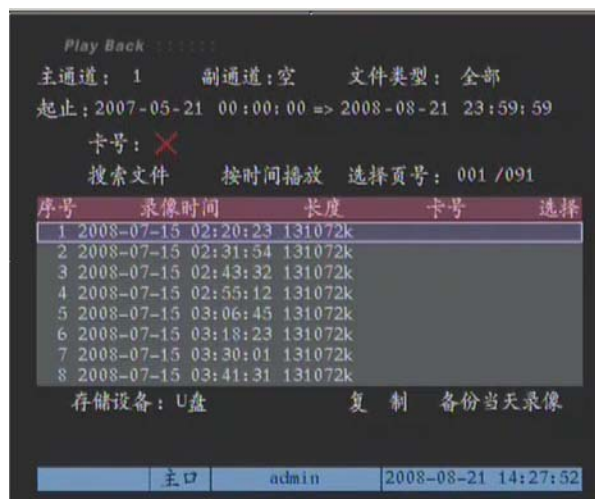 Play Back ::::::
主通道： 1 副通道：空 文件类型： 全部
起止：2007-05-21 00:00:00 => 2008-08-21 23:59:59
卡号：
搜索文件 按时间播放 选择页号： 001 /091
序号 录像时间 长度 卡号 选择
1 2008-07-15 02:20:23 131072k
2 2008-07-15 02:31:54 131072k
3 2008-07-15 02:43:32 131072k
4 2008-07-15 02:55:12 131072k
5 2008-07-15 03:06:45 131072k
6 2008-07-15 03:18:23 131072k
7 2008-07-15 03:30:01 131072k
8 2008-07-15 03:41:31 131072k
存储设备：U盘 复 制 备份当天录像
主口 admin 2008-08-21 14:27:52